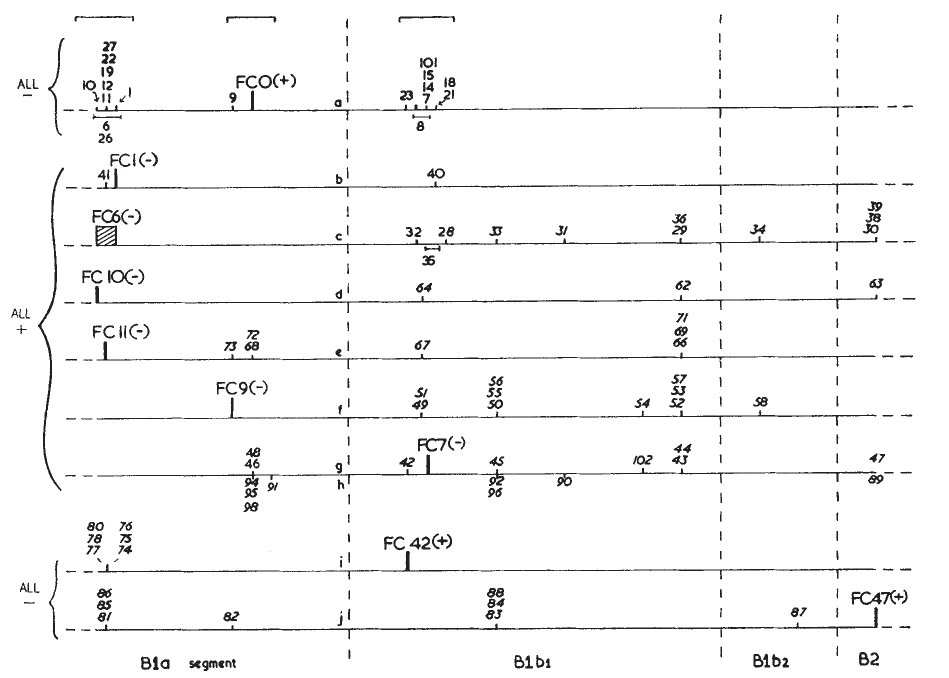 27
22
19
10 12 1
11
ALL
–
9 FCO(+) a
101
15
14
23 7 18
21
6
26
8
FC1(-)
41 b 40
FC6(-)
c 32 28 33 31 36
29 34 39
38
30
35
FC 10(-)
d 64 62 63
ALL
+
FC 11(-)
73 72
68 e 67 71
69
66
FC9(-)
f 51
49 56
55
50 54 57
53
52 58
FC7(-)
48
46 g 42 45 102 44
43 47
h
94
95
98 91 92
96 90 89
80 76
78 75
77 74 i FC 42(+)
ALL
–
86
85
81 82 j 88
84
83 87 FC47(+)
B1a segment B1b1 B1b2 B2